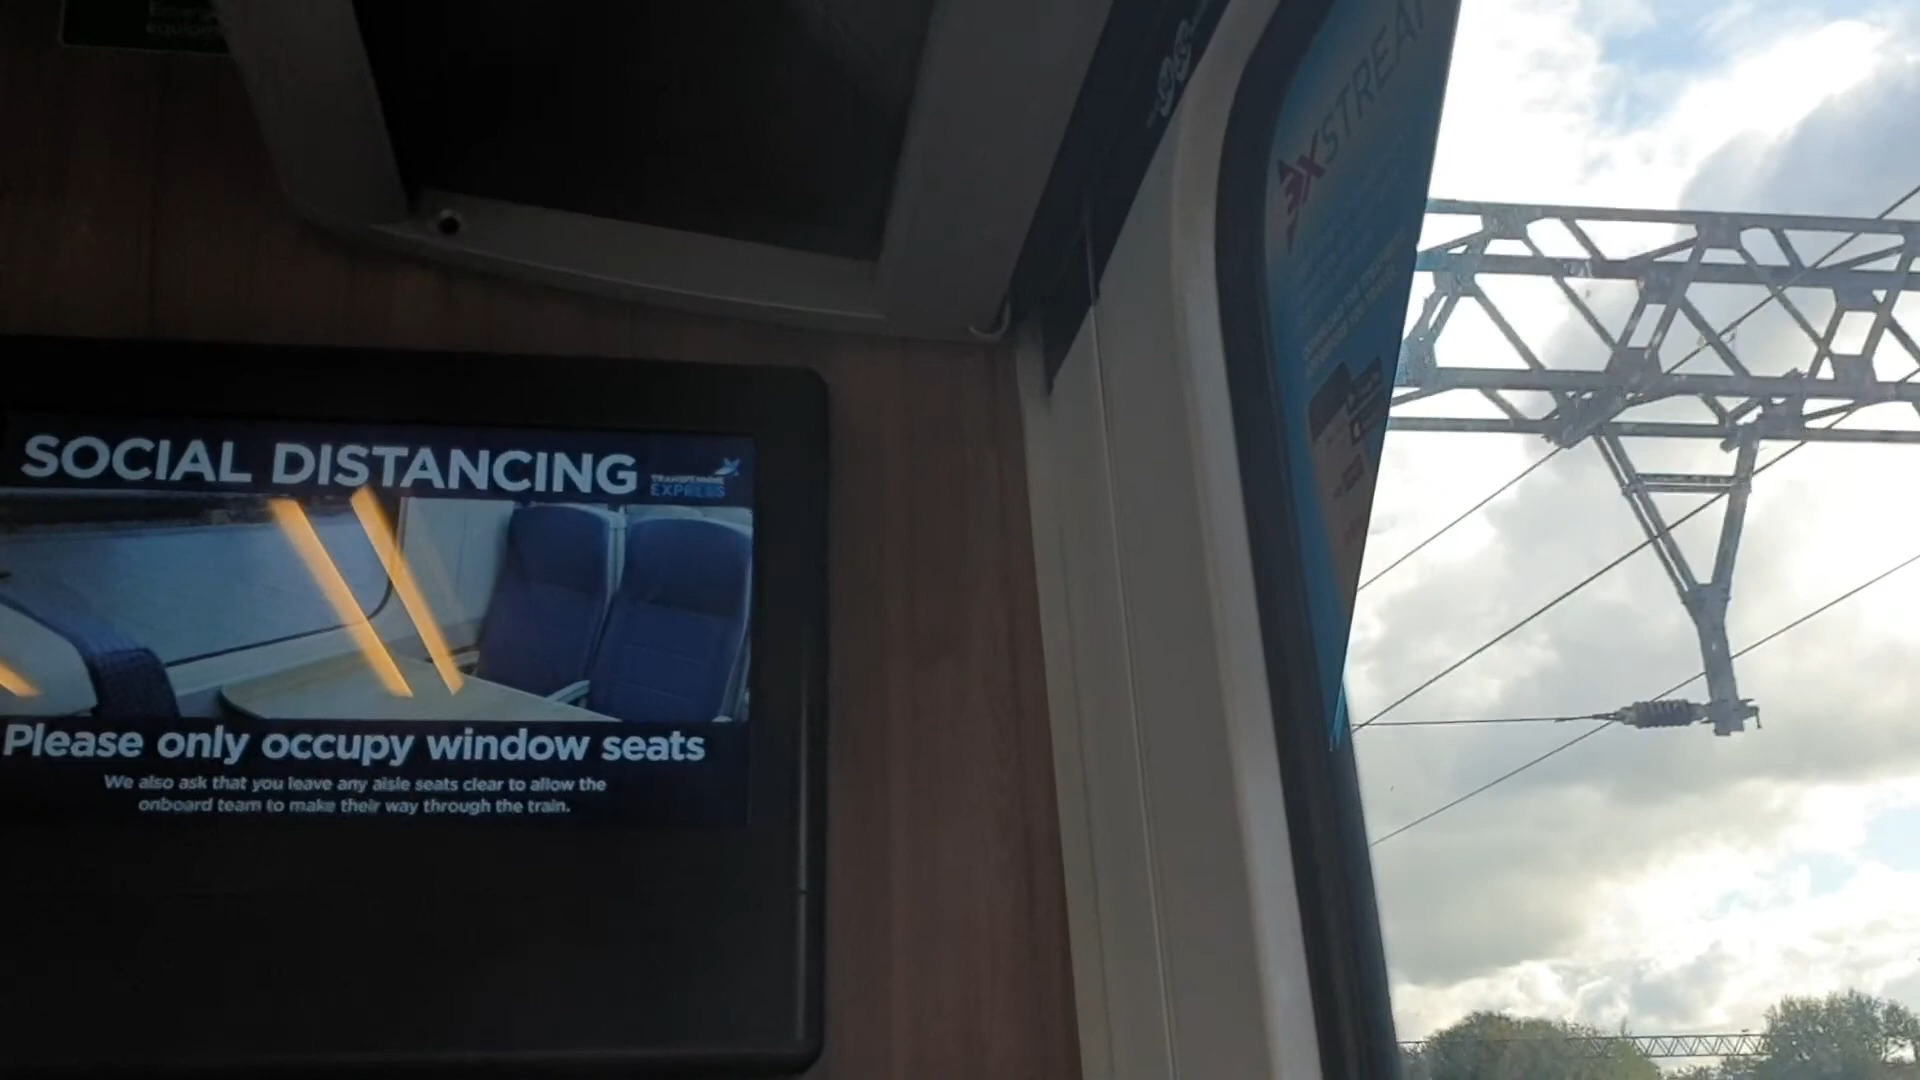 SOCIAL DISTANCING
TRANSPENNINE
EXPRESS
Please only occupy window seats
We also ask that you leave any aisle seats clear to allow the
onboard team to make their way through the train.
EXSTREAM